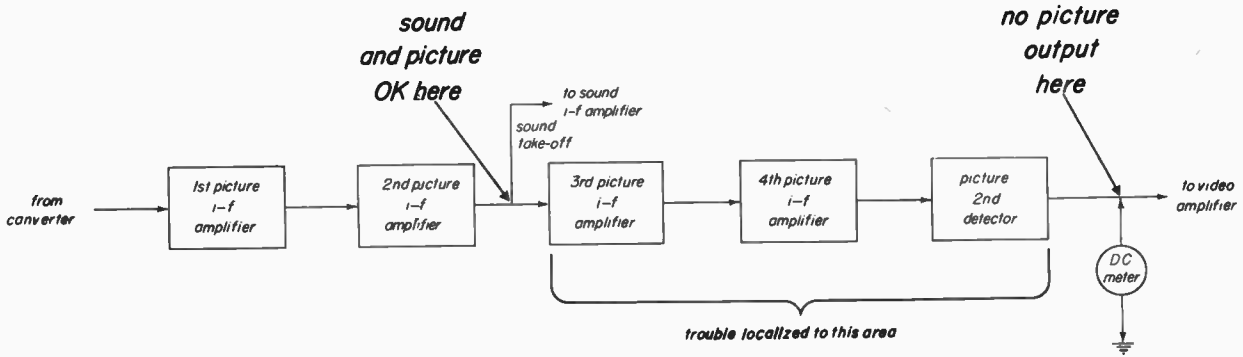 sound
and picture
OK here
no picture
output
here
to sound
i-f amplifier
sound
take-off
from
canverter
1st picture
i-f
amplifier
2nd picture
i-f
amplifier
3rd picture
i-f
amplifier
4th picture
i-f
amplifier
picture
2nd
detector
to video
amplifier
DC
meter
trouble localized to this area